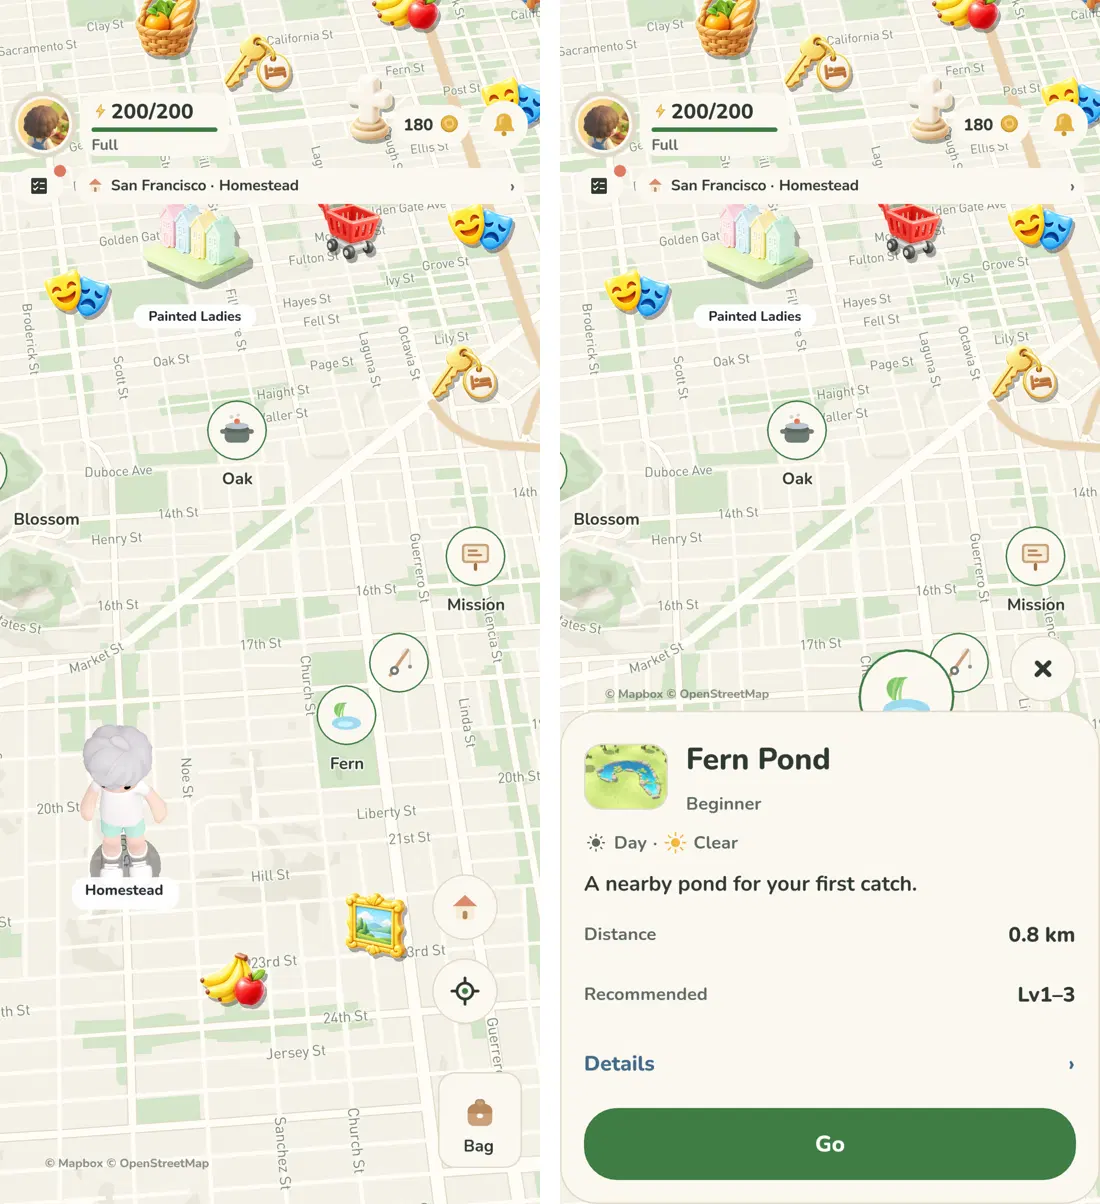 Clay St
California St
Sacramento St
Fern St
Post St
200/200
180
Full
Ellis St
San Francisco · Homestead
Golden Gate Ave
Golden Gat
Fulton St
Grove St
Ivy St
Hayes St
Painted Ladies
Fell St
Broderick St
Lily St
Page St
Laguna St
Octavia St
Oak St
Scott St
Haight St
Waller St
Oak
Duboce Ave
14th
14th St
Blossom
Henry St
Guerrero St
16th St
16th St
Mission
17th St
Market St
Church St
Linda St
Fern
Noe St
20th St
20th St
Liberty St
21st St
Hill St
Homestead
23rd St
3rd St
24th St
Jersey St
Guerrer
Church St
Sanchez St
Bag
© Mapbox © OpenStreetMap
Clay St
California St
Sacramento St
Fern St
Post St
200/200
180
Full
Ellis St
San Francisco · Homestead
Golden Gat
Fulton St
Grove St
Ivy St
Hayes St
Painted Ladies
Fell St
Broderick St
Lily St
Page St
Laguna St
Octavia St
Oak St
Scott St
Haight St
Oak
Duboce Ave
14th
14th St
Blossom
Henry St
Guerrero St
16th St
16th St
Mission
17th St
Market St
© Mapbox © OpenStreetMap
Fern Pond
Beginner
Day · Clear
A nearby pond for your first catch.
Distance
0.8 km
Recommended
Lv1–3
Details
Go